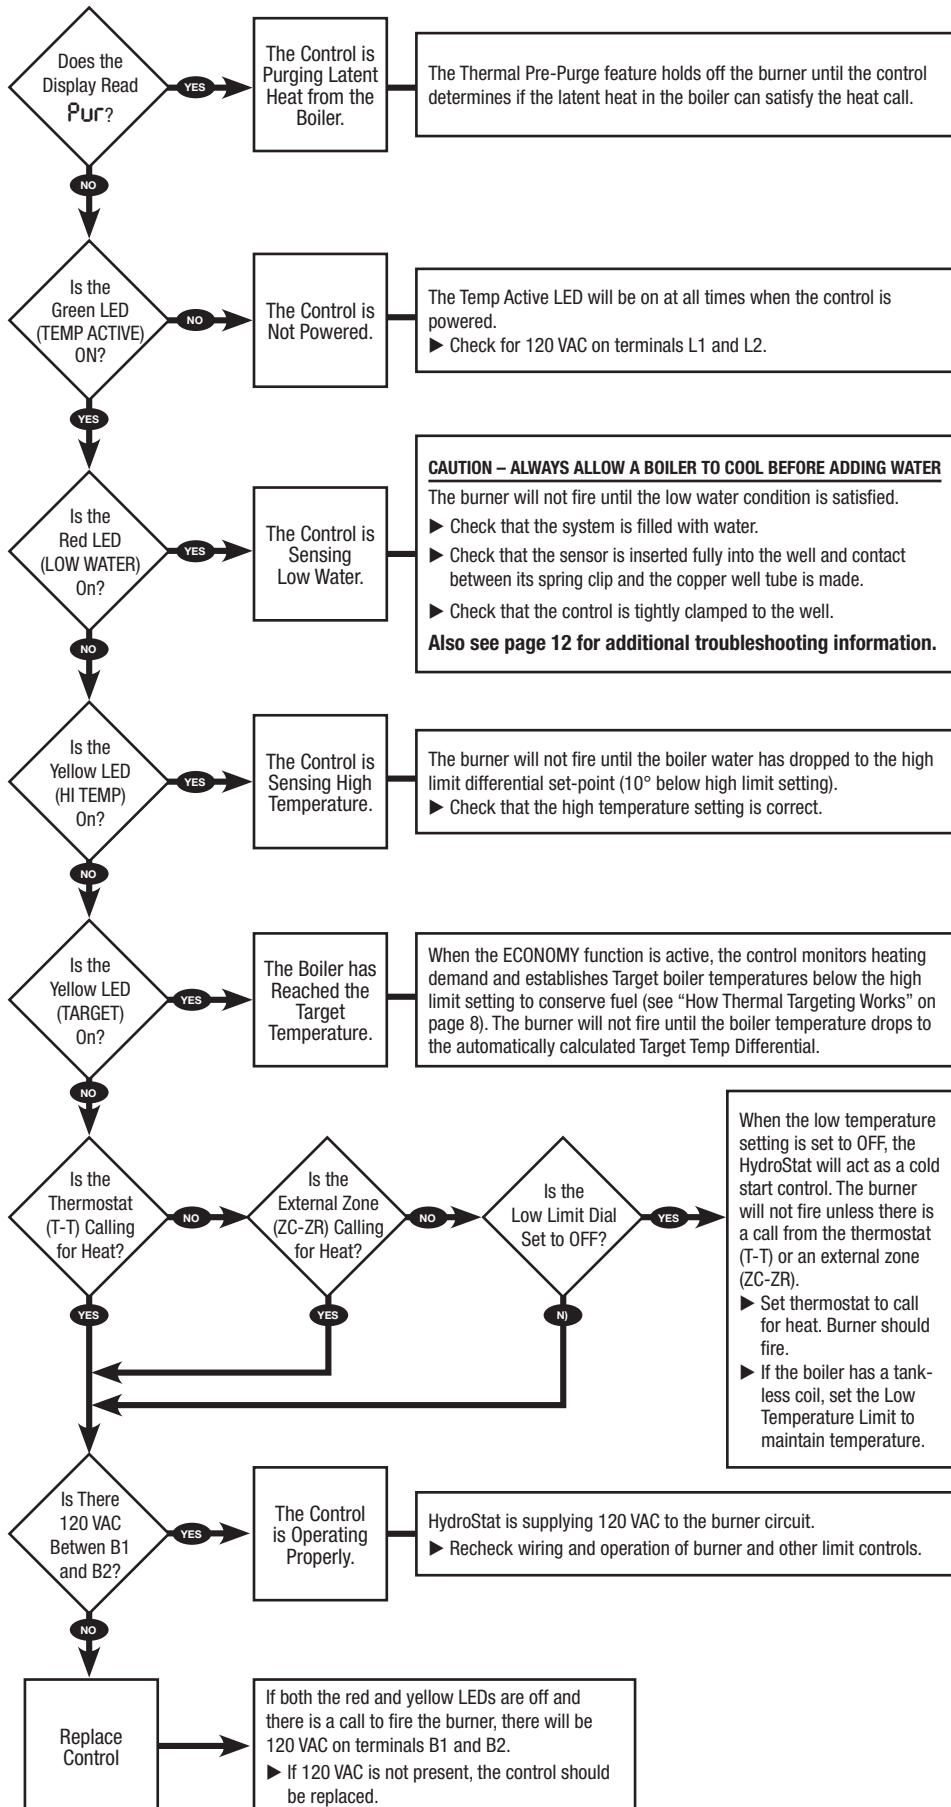 Does the
Display Read
Pur?
YES
The Control is
Purging Latent
Heat from the
Boiler.
The Thermal Pre-Purge feature holds off the burner until the control
determines if the latent heat in the boiler can satisfy the heat call.
NO
Is the
Green LED
(TEMP ACTIVE)
ON?
NO
The Control is
Not Powered.
The Temp Active LED will be on at all times when the control is
powered.
▶ Check for 120 VAC on terminals L1 and L2.
YES
Is the
Red LED
(LOW WATER)
On?
YES
The Control is
Sensing
Low Water.
CAUTION – ALWAYS ALLOW A BOILER TO COOL BEFORE ADDING WATER
The burner will not fire until the low water condition is satisfied.
▶ Check that the system is filled with water.
▶ Check that the sensor is inserted fully into the well and contact
between its spring clip and the copper well tube is made.
▶ Check that the control is tightly clamped to the well.
Also see page 12 for additional troubleshooting information.
NO
Is the
Yellow LED
(HI TEMP)
On?
YES
The Control is
Sensing High
Temperature.
The burner will not fire until the boiler water has dropped to the high
limit differential set-point (10° below high limit setting).
▶ Check that the high temperature setting is correct.
NO
Is the
Yellow LED
(TARGET)
On?
YES
The Boiler has
Reached the
Target
Temperature.
When the ECONOMY function is active, the control monitors heating
demand and establishes Target boiler temperatures below the high
limit setting to conserve fuel (see “How Thermal Targeting Works” on
page 8). The burner will not fire until the boiler temperature drops to
the automatically calculated Target Temp Differential.
NO
Is the
Thermostat
(T-T) Calling
for Heat?
NO
Is the
External Zone
(ZC-ZR) Calling
for Heat?
NO
Is the
Low Limit Dial
Set to OFF?
YES
When the low temperature
setting is set to OFF, the
HydroStat will act as a cold
start control. The burner
will not fire unless there is
a call from the thermostat
(T-T) or an external zone
(ZC-ZR).
▶ Set thermostat to call
for heat. Burner should
fire.
▶ If the boiler has a tank-
less coil, set the Low
Temperature Limit to
maintain temperature.
YES
YES
N)
Is There
120 VAC
Betwen B1
and B2?
YES
The Control
is Operating
Properly.
HydroStat is supplying 120 VAC to the burner circuit.
▶ Recheck wiring and operation of burner and other limit controls.
NO
Replace
Control
If both the red and yellow LEDs are off and
there is a call to fire the burner, there will be
120 VAC on terminals B1 and B2.
▶ If 120 VAC is not present, the control should
be replaced.